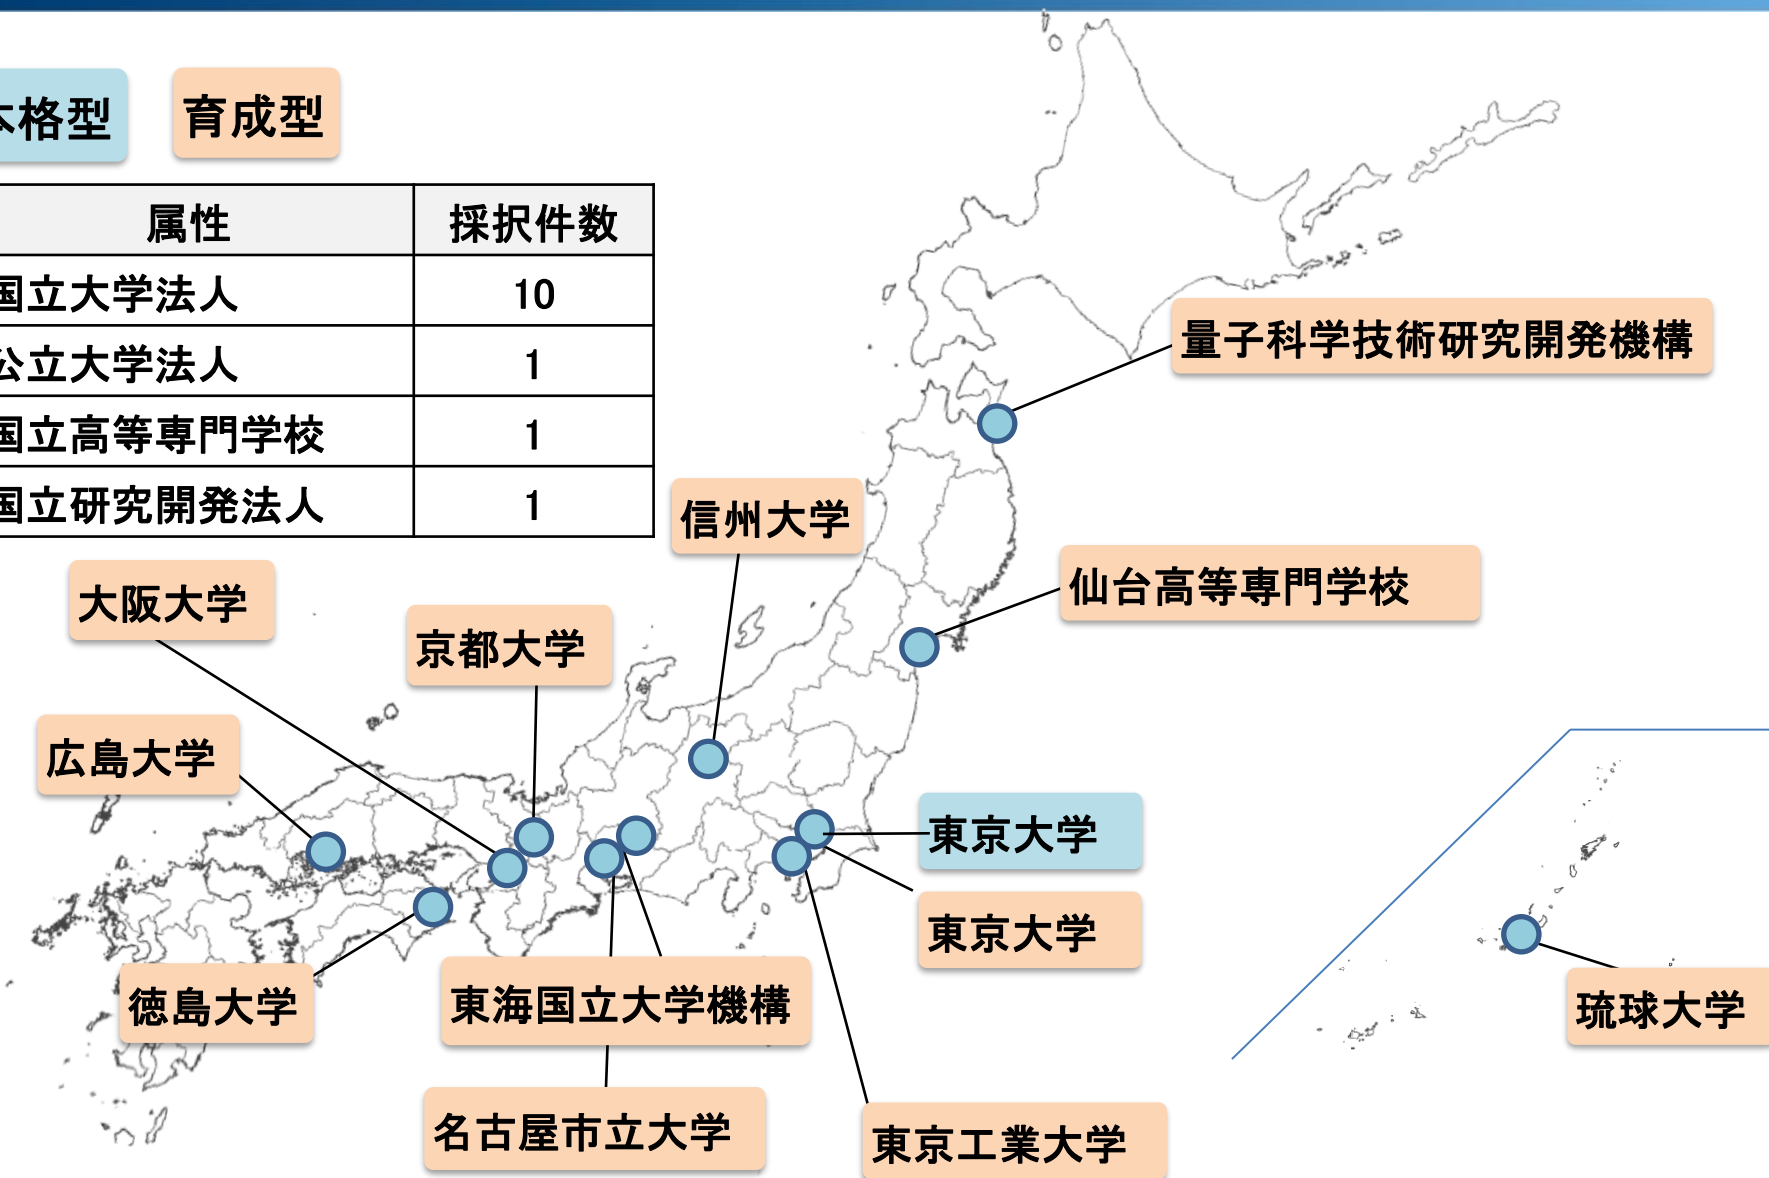 本格型
育成型
属性 採択件数
国立大学法人 10
公立大学法人 1
国立高等専門学校 1
国立研究開発法人 1
量子科学技術研究開発機構
信州大学
仙台高等専門学校
大阪大学
京都大学
広島大学
東京大学
東京大学
徳島大学
東海国立大学機構
琉球大学
名古屋市立大学
東京工業大学